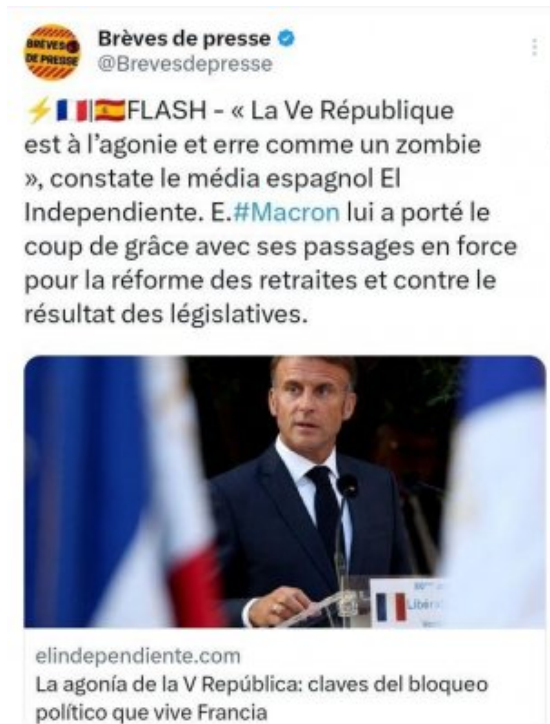 BRÈVES
DE PRESSE
Brèves de presse
@Brevesdepresse
⚡🇫🇷|🇪🇸FLASH - « La Ve République
est à l’agonie et erre comme un zombie
», constate le média espagnol El
Independiente. E.#Macron lui a porté le
coup de grâce avec ses passages en force
pour la réforme des retraites et contre le
résultat des législatives.
elindependiente.com
La agonía de la V República: claves del bloqueo
político que vive Francia